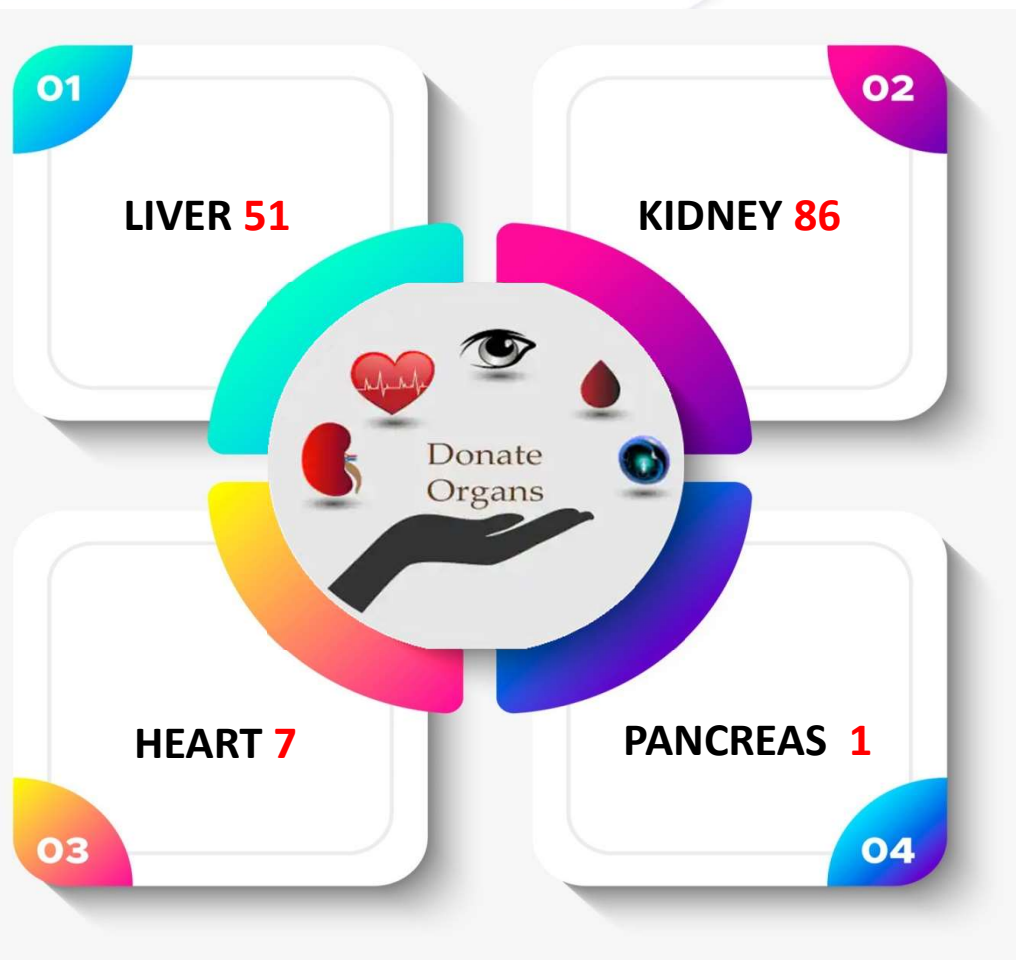 01
LIVER 51
02
KIDNEY 86
Donate
Organs
HEART 7
03
PANCREAS 1
04